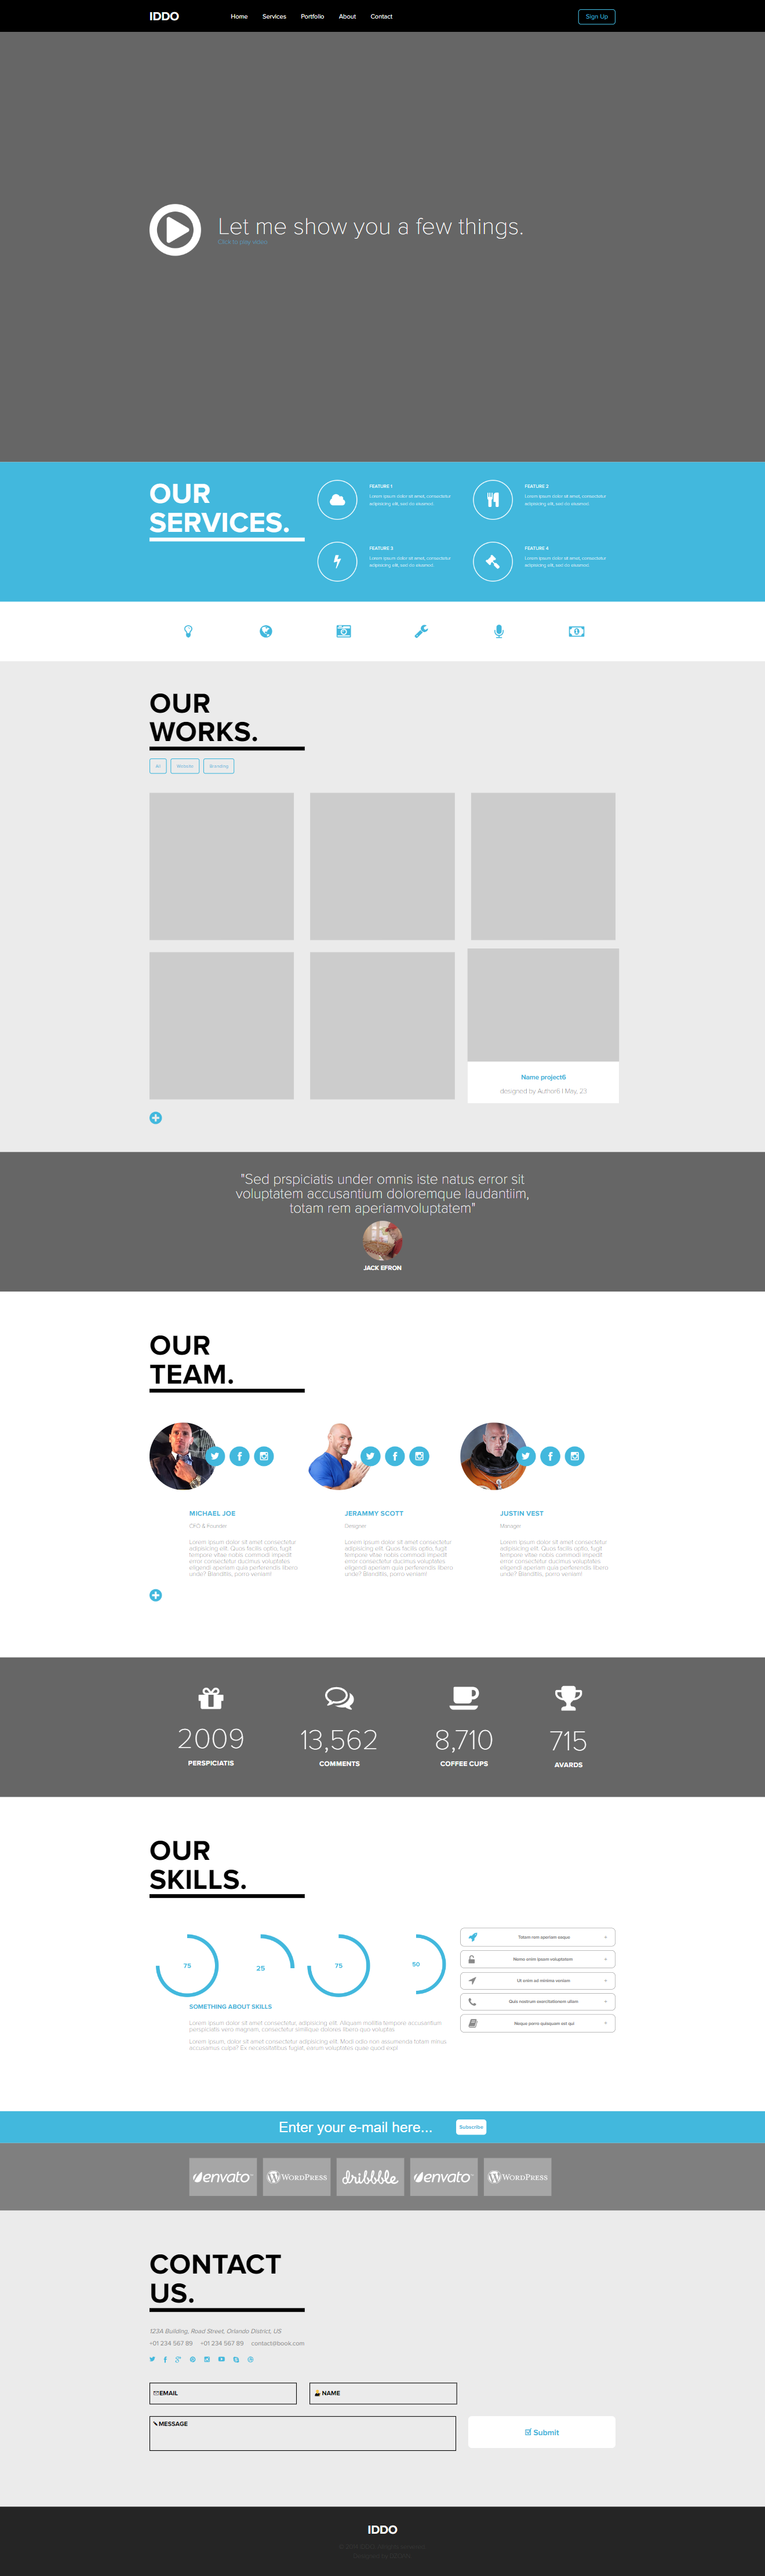 IDDO
Home Services Portfolio About Contact
Sign Up
Let me show you a few things.
Click to play video
OUR
SERVICES.
FEATURE 1
Lorem ipsum dolor sit amet, consectetur
adipisicing elit, sed do eiusmod
FEATURE 2
Lorem ipsum dolor sit amet, consectetur
adipisicing elit, sed do eiusmod
FEATURE 3
Lorem ipsum dolor sit amet, consectetur
adipisicing elit, sed do eiusmod
FEATURE 4
Lorem ipsum dolor sit amet, consectetur
adipisicing elit, sed do eiusmod
OUR
WORKS.
All Website Branding
Name project6
designed by Author6 | May, 23
"Sed prspiciatis under omnis iste natus error sit
voluptatem accusantium doloremque laudantiim,
totam rem aperiamvoluptatem"
JACK EFRON
OUR
TEAM.
MICHAEL JOE
CEO & Founder
Lorem ipsum dolor sit amet consectetur
adipisicing elit. Quos facilis optio, fugit
tempore vitae nobis commodi impedit
error consectetur ducimus voluptates
eligendi aperiam quia perferendis libero
unde? Blanditiis, porro veniam!
JERAMMY SCOTT
Designer
Lorem ipsum dolor sit amet consectetur
adipisicing elit. Quos facilis optio, fugit
tempore vitae nobis commodi impedit
error consectetur ducimus voluptates
eligendi aperiam quia perferendis libero
unde? Blanditiis, porro veniam!
JUSTIN VEST
Manager
Lorem ipsum dolor sit amet consectetur
adipisicing elit. Quos facilis optio, fugit
tempore vitae nobis commodi impedit
error consectetur ducimus voluptates
eligendi aperiam quia perferendis libero
unde? Blanditiis, porro veniam!
2009
PERSPICIATIS
13,562
COMMENTS
8,710
COFFEE CUPS
715
AVARDS
OUR
SKILLS.
75
25
75
50
SOMETHING ABOUT SKILLS
Lorem ipsum dolor sit amet consectetur, adipisicing elit. Aliquam mollitia tempore accusantium
perspiciatis vero magnam, consectetur similique dolores libero quo voluptas.
Lorem ipsum, dolor sit amet consectetur adipisicing elit. Modi odio non assumenda totam minus
accusamus culpa? Ex necessitatibus fugiat, earum voluptates quae quod expl
Totam rem aperiam eaque +
Nemo enim ipsam voluptatem +
Ut enim ad minima veniam +
Quis nostrum exercitationem ullam +
Neque porro quisquam est qui +
Enter your e-mail here...
Subscribe
envato
WORDPRESS
dribbble
envato
WORDPRESS
CONTACT
US.
123A Building, Road Street, Orlando District, US
+01 234 567 89 +01 234 567 89 contact@book.com
EMAIL
NAME
MESSAGE
Submit
IDDO